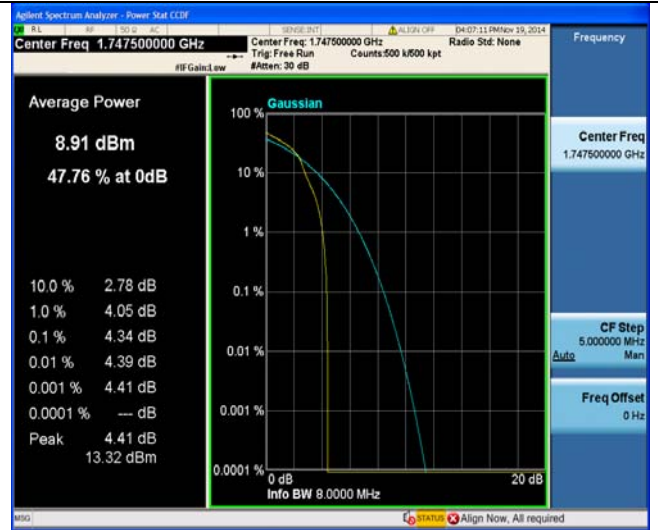 Agilent Spectrum Analyzer - Power Stat CCDF
RL RF 50 Ω AC SENSE:INT ALIGN OFF 04:07:11 PM Nov 19, 2014
Center Freq 1.747500000 GHz
Center Freq: 1.747500000 GHz Radio Std: None
Trig: Free Run Counts:500 k/500 kpt
#IFGain:Low #Atten: 30 dB
Frequency
Average Power
8.91 dBm
47.76 % at 0dB
10.0 % 2.78 dB
1.0 % 4.05 dB
0.1 % 4.34 dB
0.01 % 4.39 dB
0.001 % 4.41 dB
0.0001 % --- dB
Peak 4.41 dB
13.32 dBm
Gaussian
100 %
10 %
1 %
0.1 %
0.01 %
0.001 %
0.0001 %
0 dB 20 dB
Info BW 8.0000 MHz
Center Freq
1.747500000 GHz
CF Step
5.000000 MHz
Auto Man
Freq Offset
0 Hz
MSG STATUS Align Now, All required